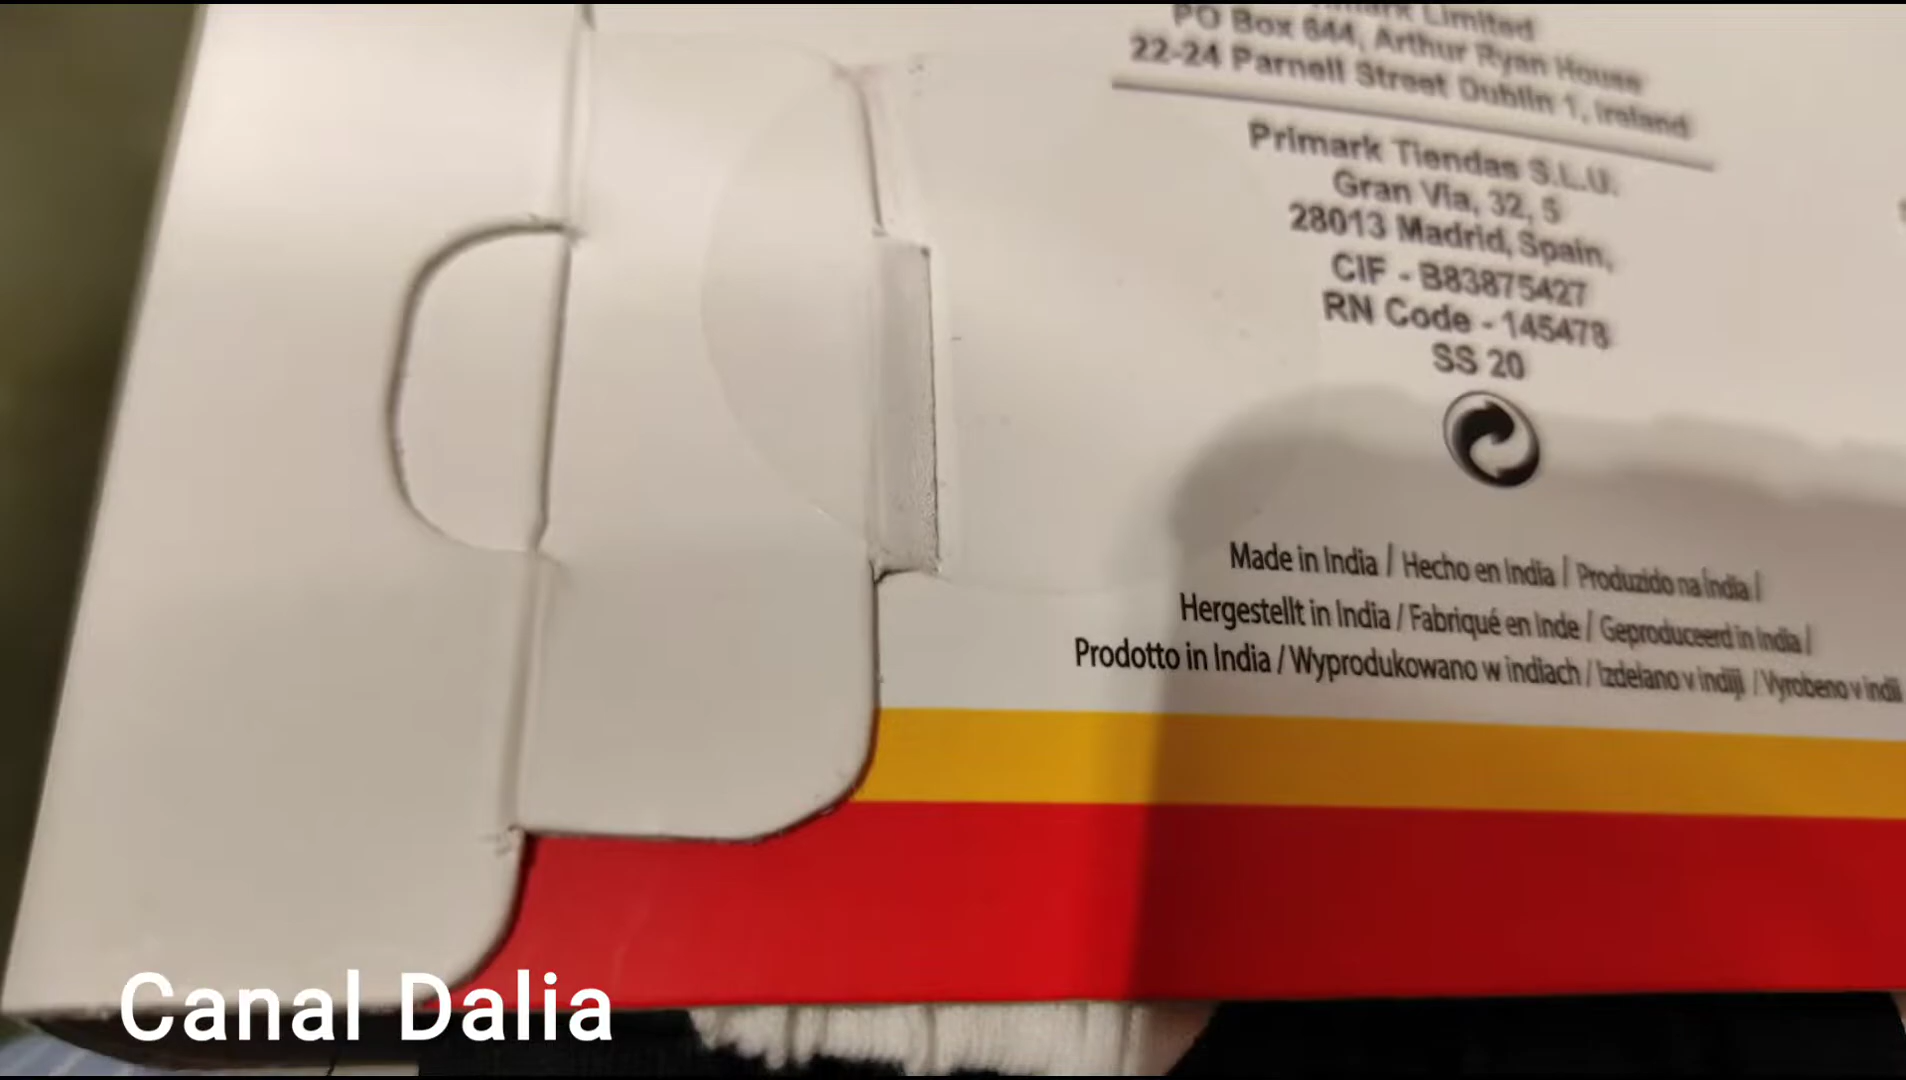 Limited
PO Box 644, Arthur Ryan House
22-24 Parnell Street Dublin 1, Ireland
Primark Tiendas S.L.U.
Gran Via, 32, 5
28013 Madrid, Spain,
CIF - B83875427
RN Code - 145478
SS 20
Made in India / Hecho en India / Produzido na Índia /
Hergestellt in India / Fabriqué en Inde / Geproduceerd in India /
Prodotto in India / Wyprodukowano w indiach / Izdelano v indiji / Vyrobeno v indii
Canal Dalia